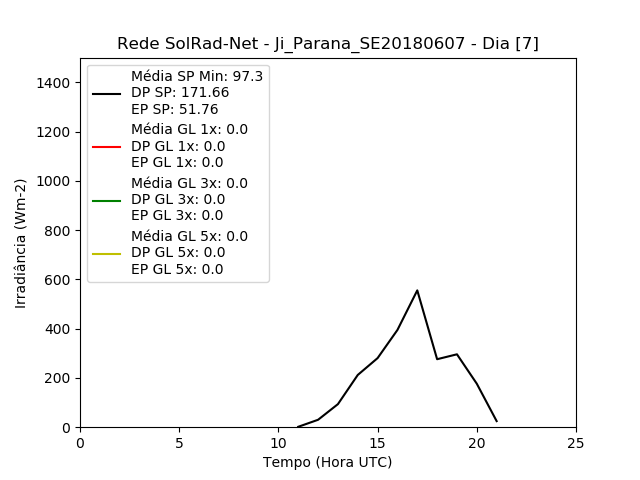 Rede SolRad-Net - Ji_Parana_SE20180607 - Dia [7]
Média SP Min: 97.3
DP SP: 171.66
EP SP: 51.76
Média GL 1x: 0.0
DP GL 1x: 0.0
EP GL 1x: 0.0
Média GL 3x: 0.0
DP GL 3x: 0.0
EP GL 3x: 0.0
Média GL 5x: 0.0
DP GL 5x: 0.0
EP GL 5x: 0.0
Irradiância (Wm-2)
1400
1200
1000
800
600
400
200
0
0 5 10 15 20 25
Tempo (Hora UTC)